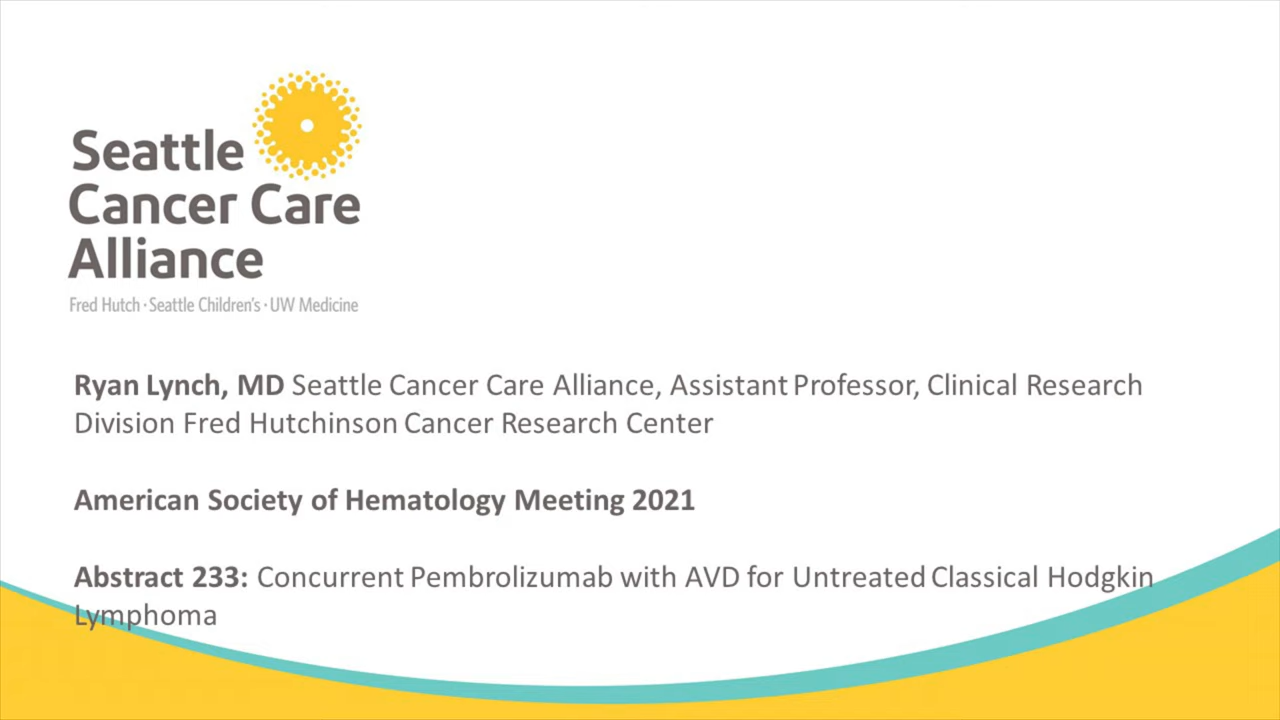 Seattle
Cancer Care
Alliance
Fred Hutch · Seattle Children's · UW Medicine
Ryan Lynch, MD Seattle Cancer Care Alliance, Assistant Professor, Clinical Research
Division Fred Hutchinson Cancer Research Center
American Society of Hematology Meeting 2021
Abstract 233: Concurrent Pembrolizumab with AVD for Untreated Classical Hodgkin
Lymphoma